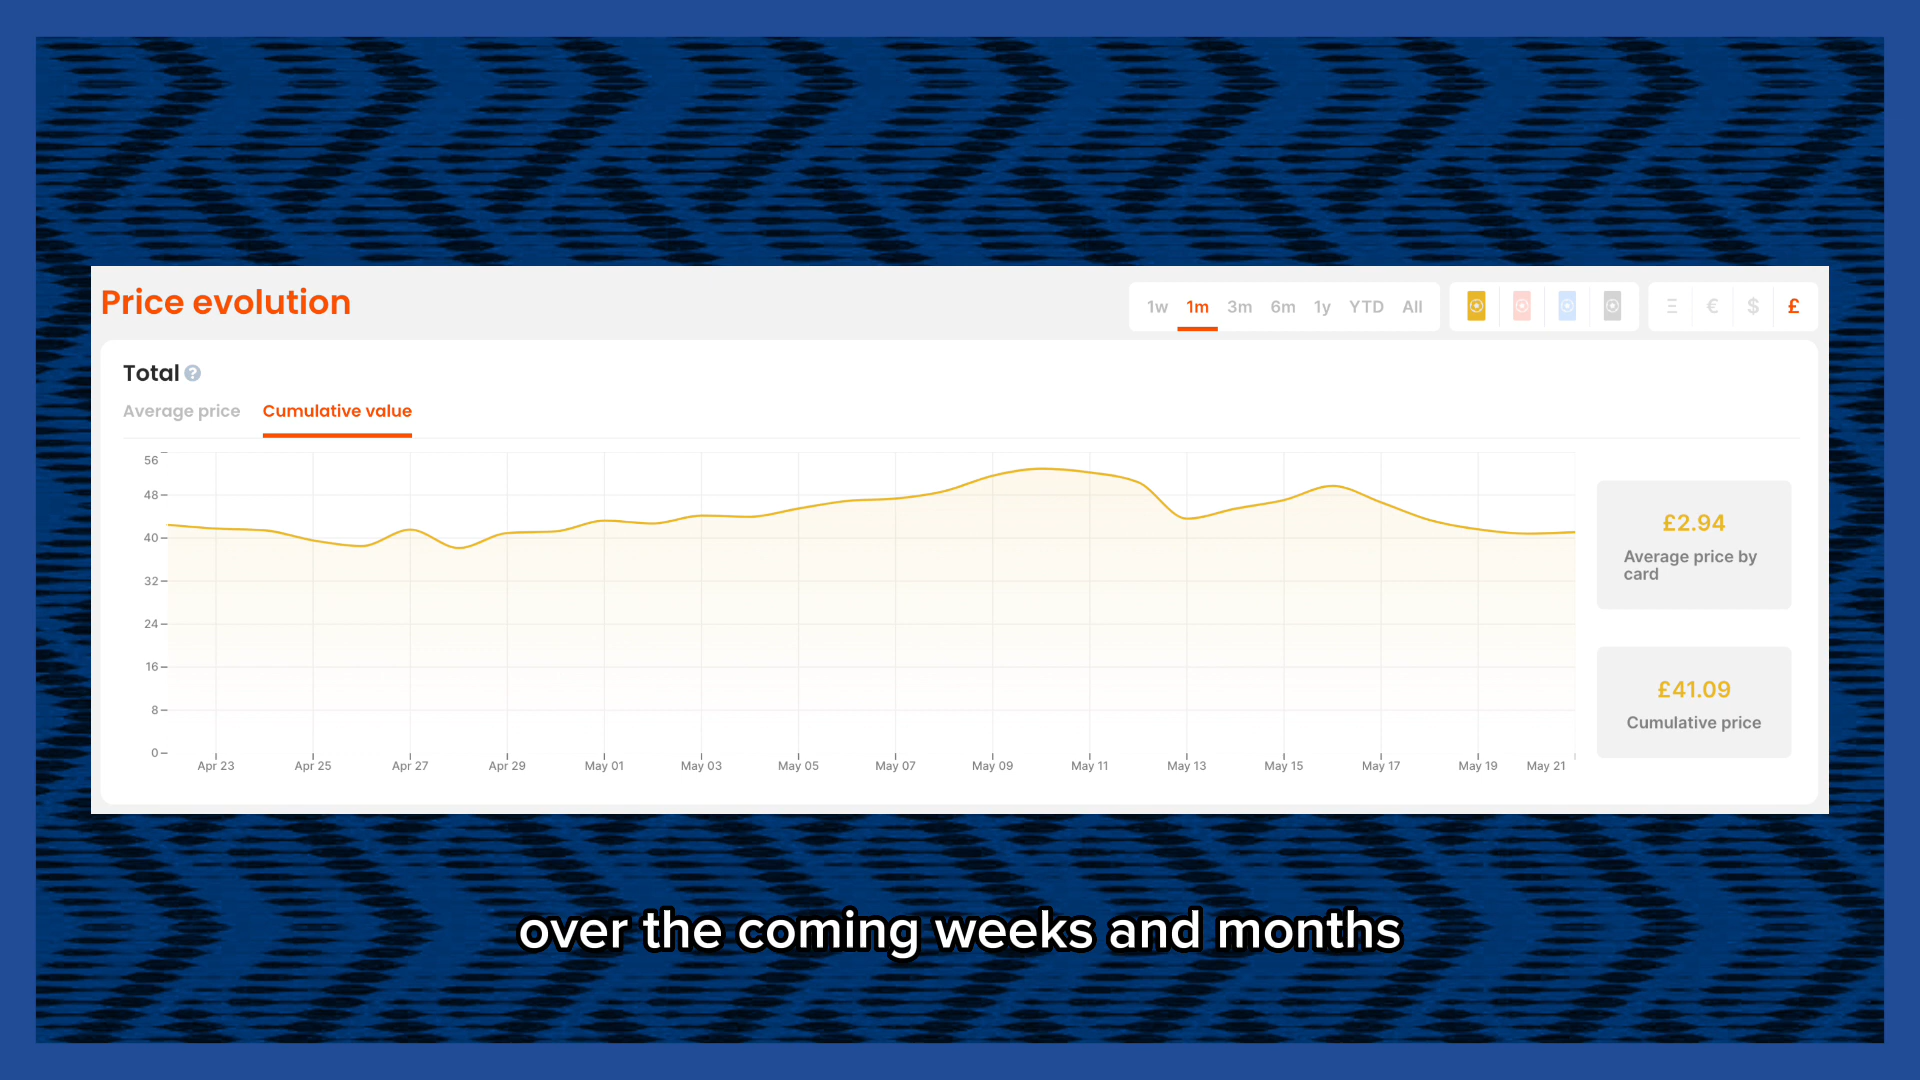 Price evolution
1w 1m 3m 6m 1y YTD All
Ξ € $ £
Total ?
Average price Cumulative value
56
48
40
32
24
16
8
0
Apr 23 Apr 25 Apr 27 Apr 29 May 01 May 03 May 05 May 07 May 09 May 11 May 13 May 15 May 17 May 19 May 21
£2.94
Average price by
card
£41.09
Cumulative price
over the coming weeks and months